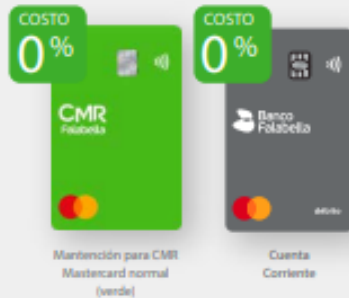 COSTO
0%
COSTO
0%
CMR
Falabella
Banco
Falabella
débito
Mantención para CMR
Mastercard normal
(verde)
Cuenta
Corriente